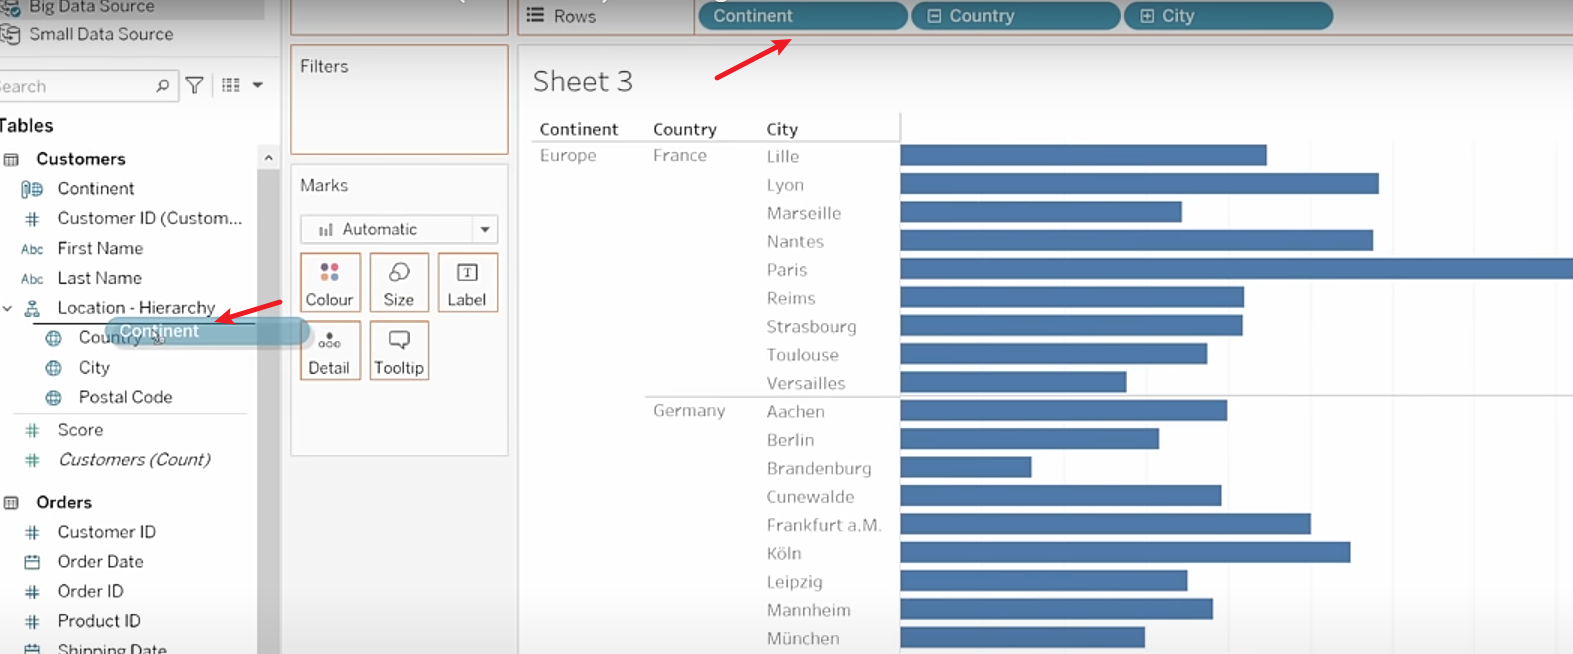 Big Data Source
Small Data Source
Search
Tables
Customers
Continent
# Customer ID (Custom...
Abc First Name
Abc Last Name
Location - Hierarchy
Continent
Country
City
Postal Code
# Score
# Customers (Count)
Orders
# Customer ID
Order Date
# Order ID
# Product ID
Shipping Date
Filters
Marks
Automatic
Colour Size Label
Detail Tooltip
Rows Continent Country City
Sheet 3
Continent Country City
Europe France Lille
Lyon
Marseille
Nantes
Paris
Reims
Strasbourg
Toulouse
Versailles
Germany Aachen
Berlin
Brandenburg
Cunewalde
Frankfurt a.M.
Köln
Leipzig
Mannheim
München